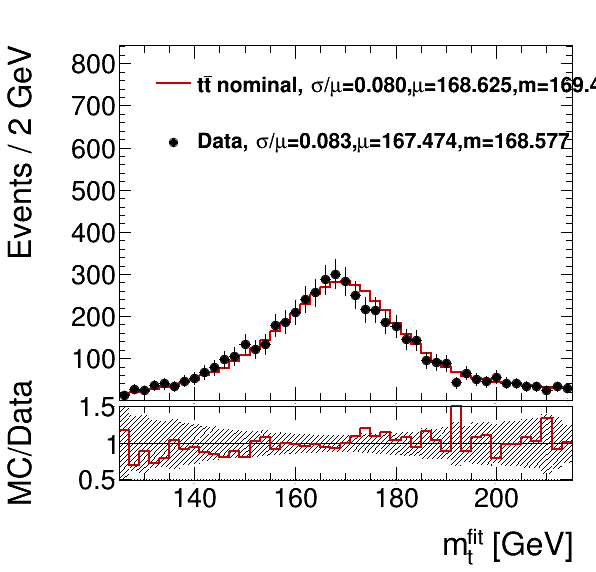 Events / 2 GeV
800
700
600
500
400
300
200
100
tt̄ nominal, σ/μ=0.080,μ=168.625,m=169.4
Data, σ/μ=0.083,μ=167.474,m=168.577
MC/Data
1.5
1
0.5
140 160 180 200
m_t^fit [GeV]